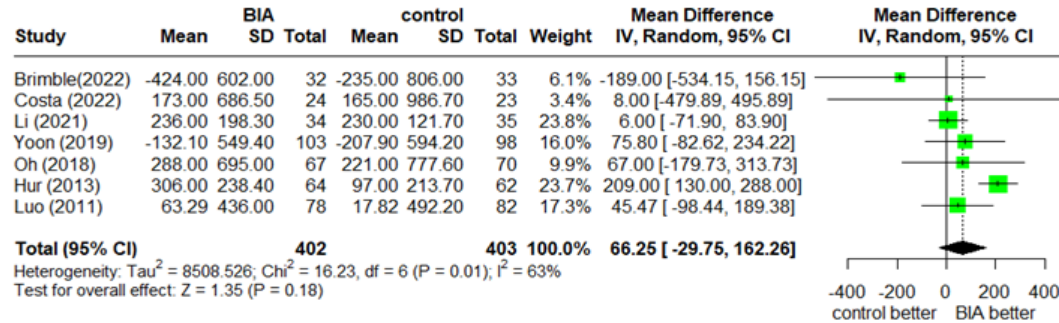 BIA control Mean Difference Mean Difference
Study Mean SD Total Mean SD Total Weight IV, Random, 95% CI IV, Random, 95% CI
Brimble(2022) -424.00 602.00 32 -235.00 806.00 33 6.1% -189.00 [-534.15, 156.15]
Costa (2022) 173.00 686.50 24 165.00 986.70 23 3.4% 8.00 [-479.89, 495.89]
Li (2021) 236.00 198.30 34 230.00 121.70 35 23.8% 6.00 [ -71.90, 83.90]
Yoon (2019) -132.10 549.40 103 -207.90 594.20 98 16.0% 75.80 [ -82.62, 234.22]
Oh (2018) 288.00 695.00 67 221.00 777.60 70 9.9% 67.00 [-179.73, 313.73]
Hur (2013) 306.00 238.40 64 97.00 213.70 62 23.7% 209.00 [ 130.00, 288.00]
Luo (2011) 63.29 436.00 78 17.82 492.20 82 17.3% 45.47 [ -98.44, 189.38]
Total (95% CI) 402 403 100.0% 66.25 [ -29.75, 162.26]
Heterogeneity: Tau² = 8508.526; Chi² = 16.23, df = 6 (P = 0.01); I² = 63%
Test for overall effect: Z = 1.35 (P = 0.18)
-400 -200 0 200 400
control better BIA better